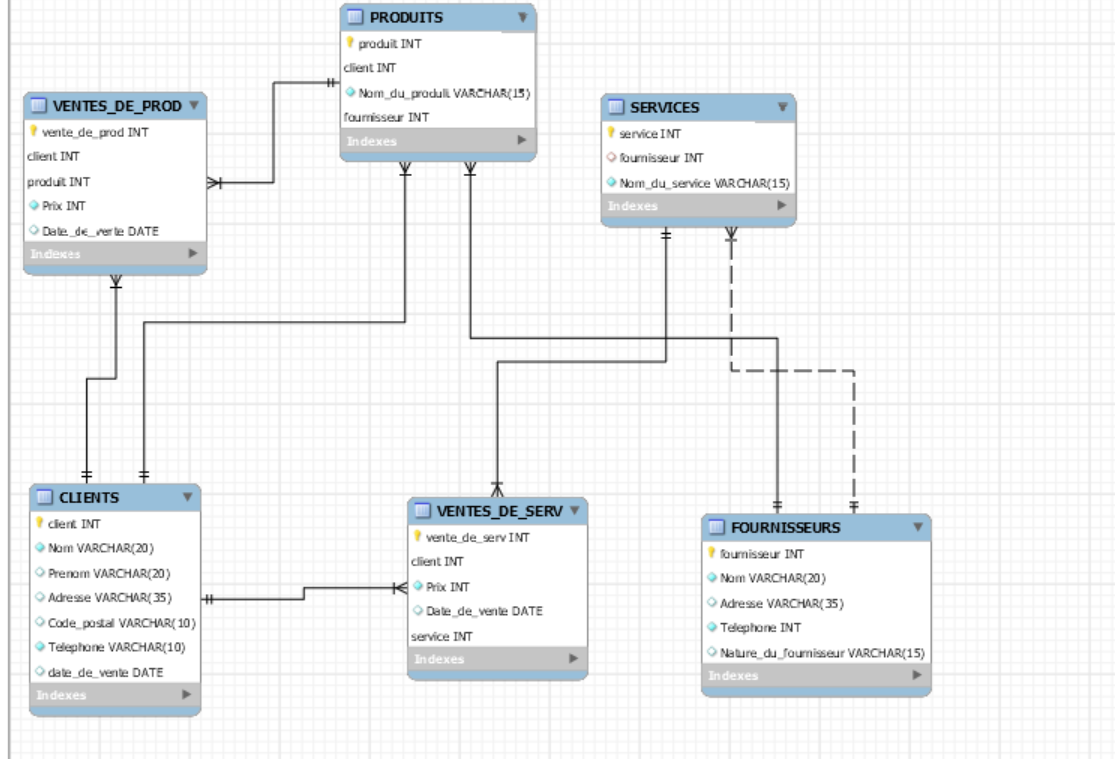 PRODUITS
produit INT
client INT
Nom_du_produit VARCHAR(15)
fournisseur INT
Indexes
VENTES_DE_PROD
vente_de_prod INT
client INT
produit INT
Prix INT
Date_de_vente DATE
Indexes
SERVICES
service INT
fournisseur INT
Nom_du_service VARCHAR(15)
Indexes
CLIENTS
client INT
Nom VARCHAR(20)
Prenom VARCHAR(20)
Adresse VARCHAR(35)
Code_postal VARCHAR(10)
Telephone VARCHAR(10)
date_de_vente DATE
Indexes
VENTES_DE_SERV
vente_de_serv INT
client INT
Prix INT
Date_de_vente DATE
service INT
Indexes
FOURNISSEURS
fournisseur INT
Nom VARCHAR(20)
Adresse VARCHAR(35)
Telephone INT
Nature_du_fournisseur VARCHAR(15)
Indexes